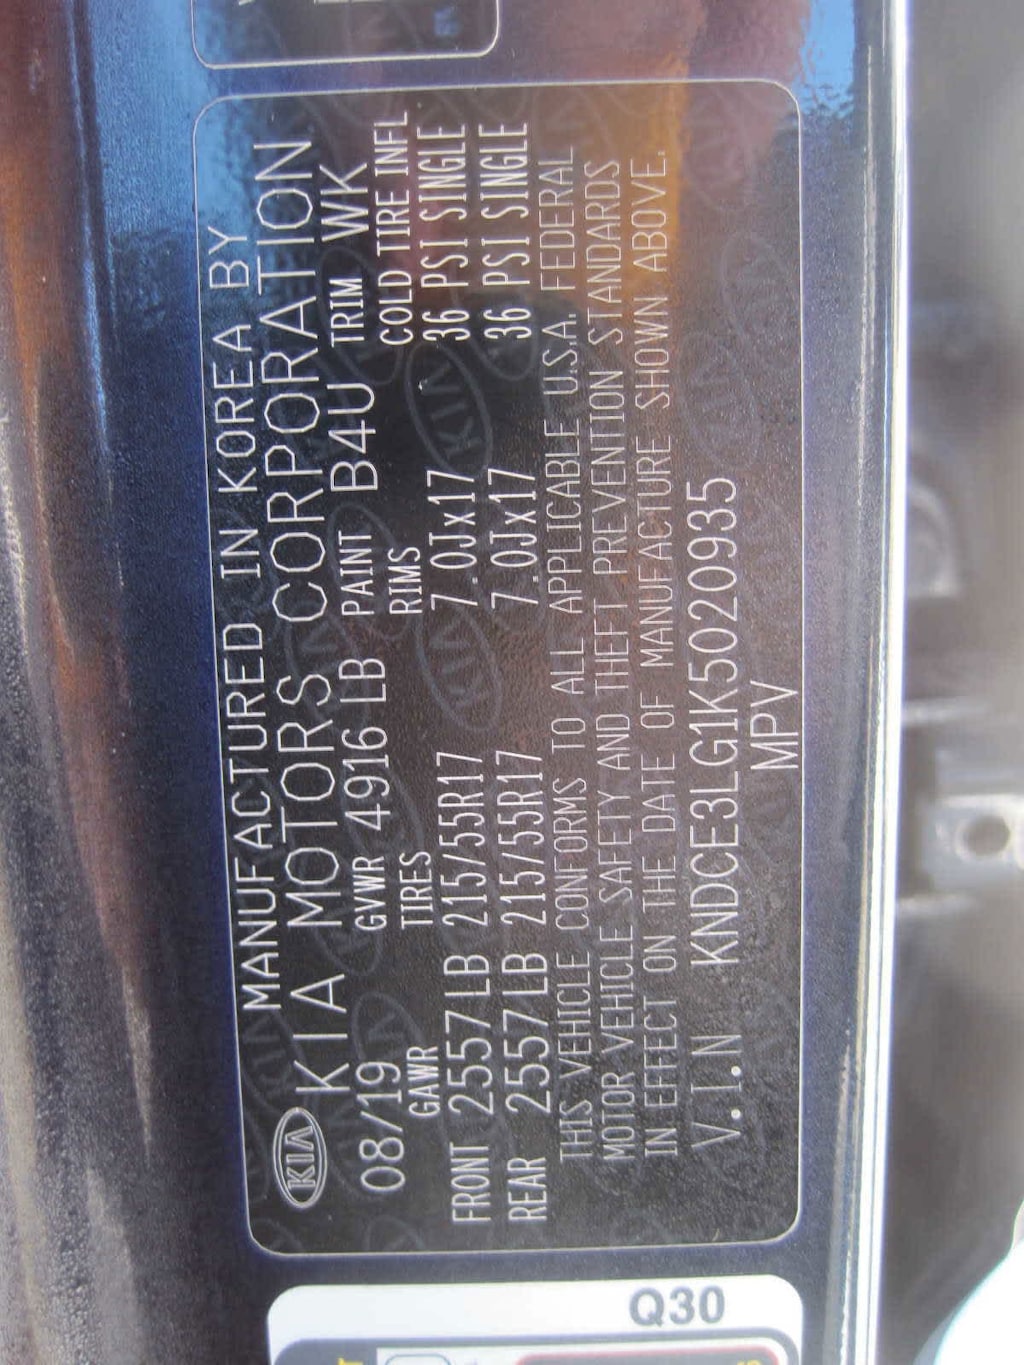 MANUFACTURED IN KOREA BY
KIA KIA MOTORS CORPORATION
08/19 GVWR 4916 LB PAINT B4U TRIM WK
GAWR TIRES RIMS COLD TIRE INFL
FRONT 2557 LB 215/55R17 7.0Jx17 36 PSI SINGLE
REAR 2557 LB 215/55R17 7.0Jx17 36 PSI SINGLE
THIS VEHICLE CONFORMS TO ALL APPLICABLE U.S.A. FEDERAL
MOTOR VEHICLE SAFETY AND THEFT PREVENTION STANDARDS
IN EFFECT ON THE DATE OF MANUFACTURE SHOWN ABOVE.
V.I.N KNDCE3LG1K5020935
MPV
Q30